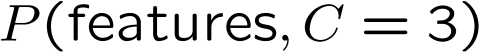 P(features, C = 3)